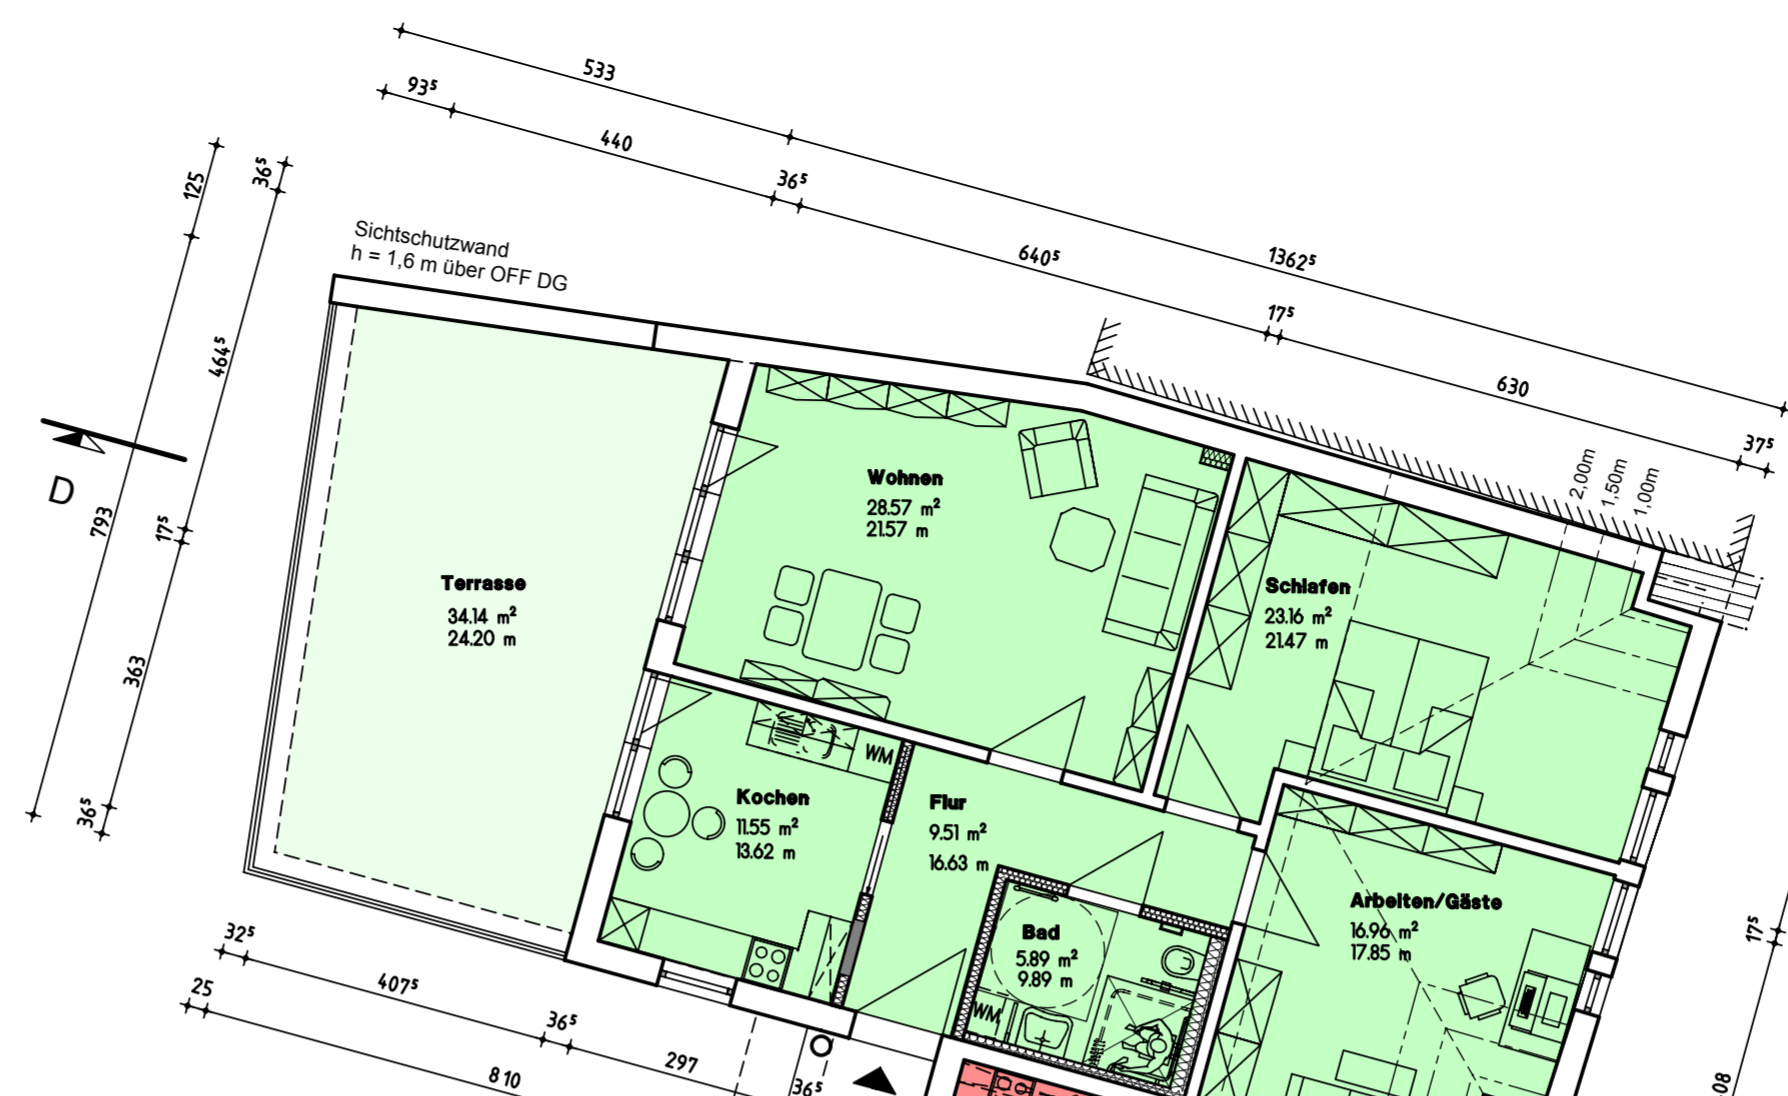 533
93⁵
440
36⁵
125
36⁵
640⁵
1362⁵
17⁵
630
37⁵
Sichtschutzwand
h = 1,6 m über OFF DG
464⁵
2,00m
1,50m
1,00m
D
793
17⁵
363
36⁵
Wohnen
28.57 m²
21.57 m
Terrasse
34.14 m²
24.20 m
Schlafen
23.16 m²
21.47 m
WM
Kochen
11.55 m²
13.62 m
Flur
9.51 m²
16.63 m
Arbeiten/Gäste
16.96 m²
17.85 m
Bad
5.89 m²
9.89 m
WM
17⁵
32⁵
407⁵
25
36⁵
297
810
36⁵
08